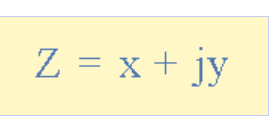 Z = x + jy